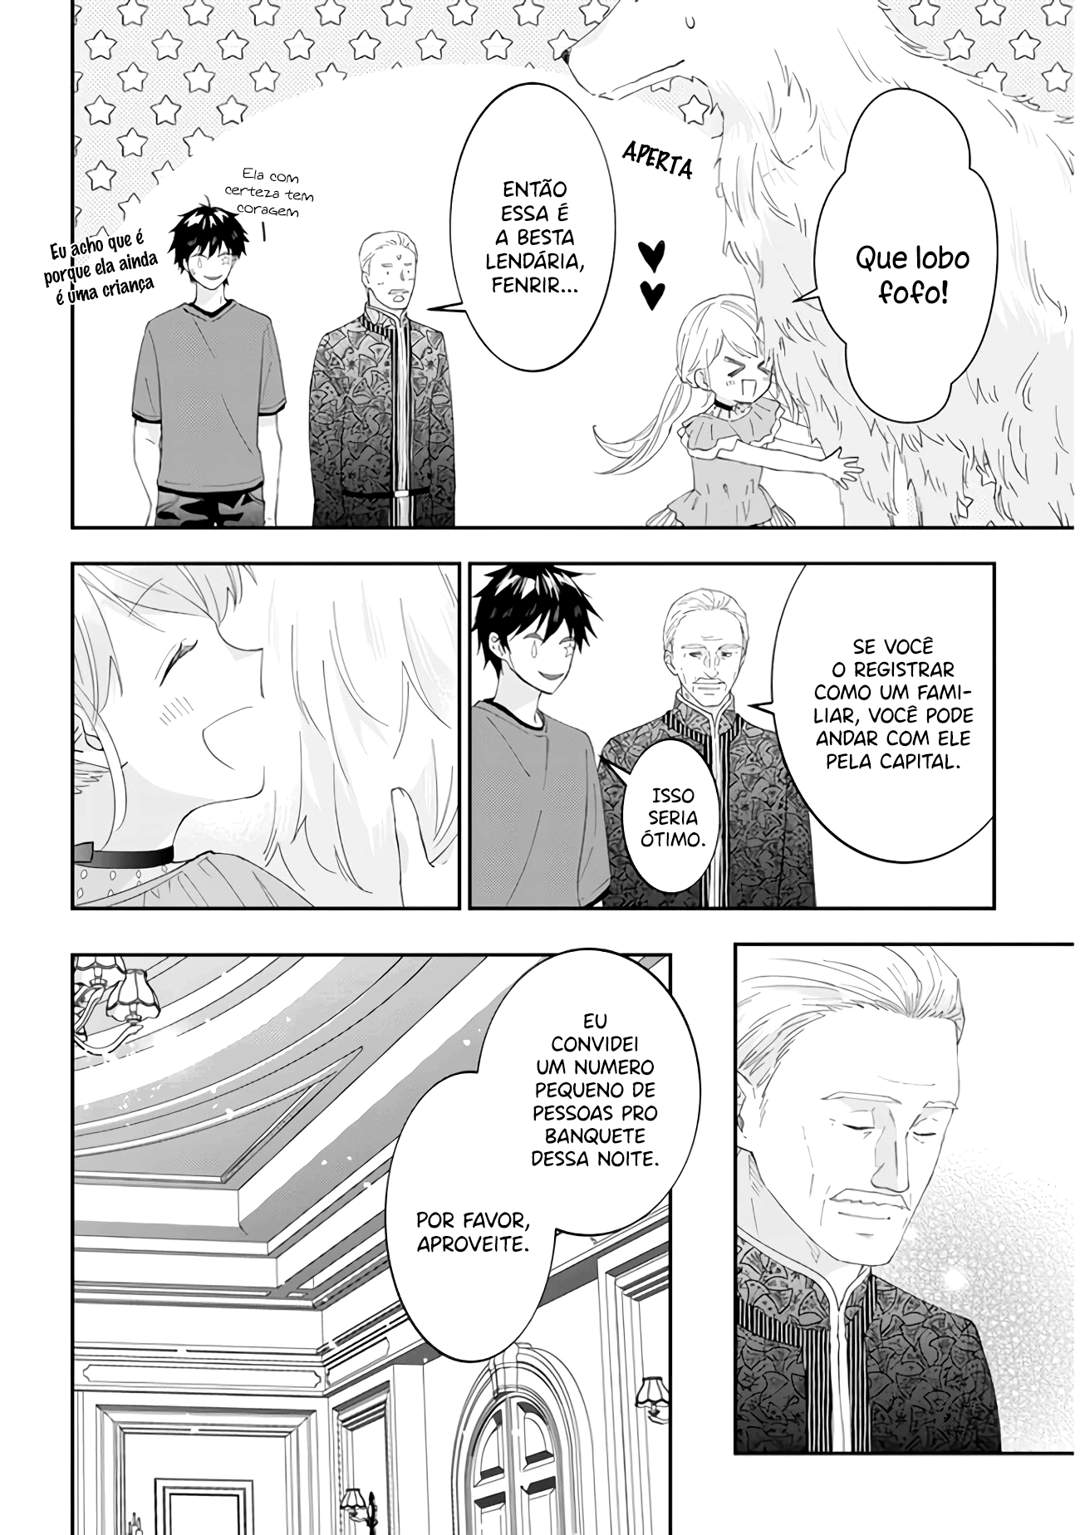 Que lobo
fofo!
APERTA
ENTÃO
ESSA É
A BESTA
LENDÁRIA,
FENRIR...
Ela com
certeza tem
coragem
Eu acho que é
porque ela ainda
é uma criança
SE VOCÊ
O REGISTRAR
COMO UM FAMI-
LIAR, VOCÊ PODE
ANDAR COM ELE
PELA CAPITAL.
ISSO
SERIA
ÓTIMO.
EU
CONVIDEI
UM NUMERO
PEQUENO DE
PESSOAS PRO
BANQUETE
DESSA NOITE.
POR FAVOR,
APROVEITE.